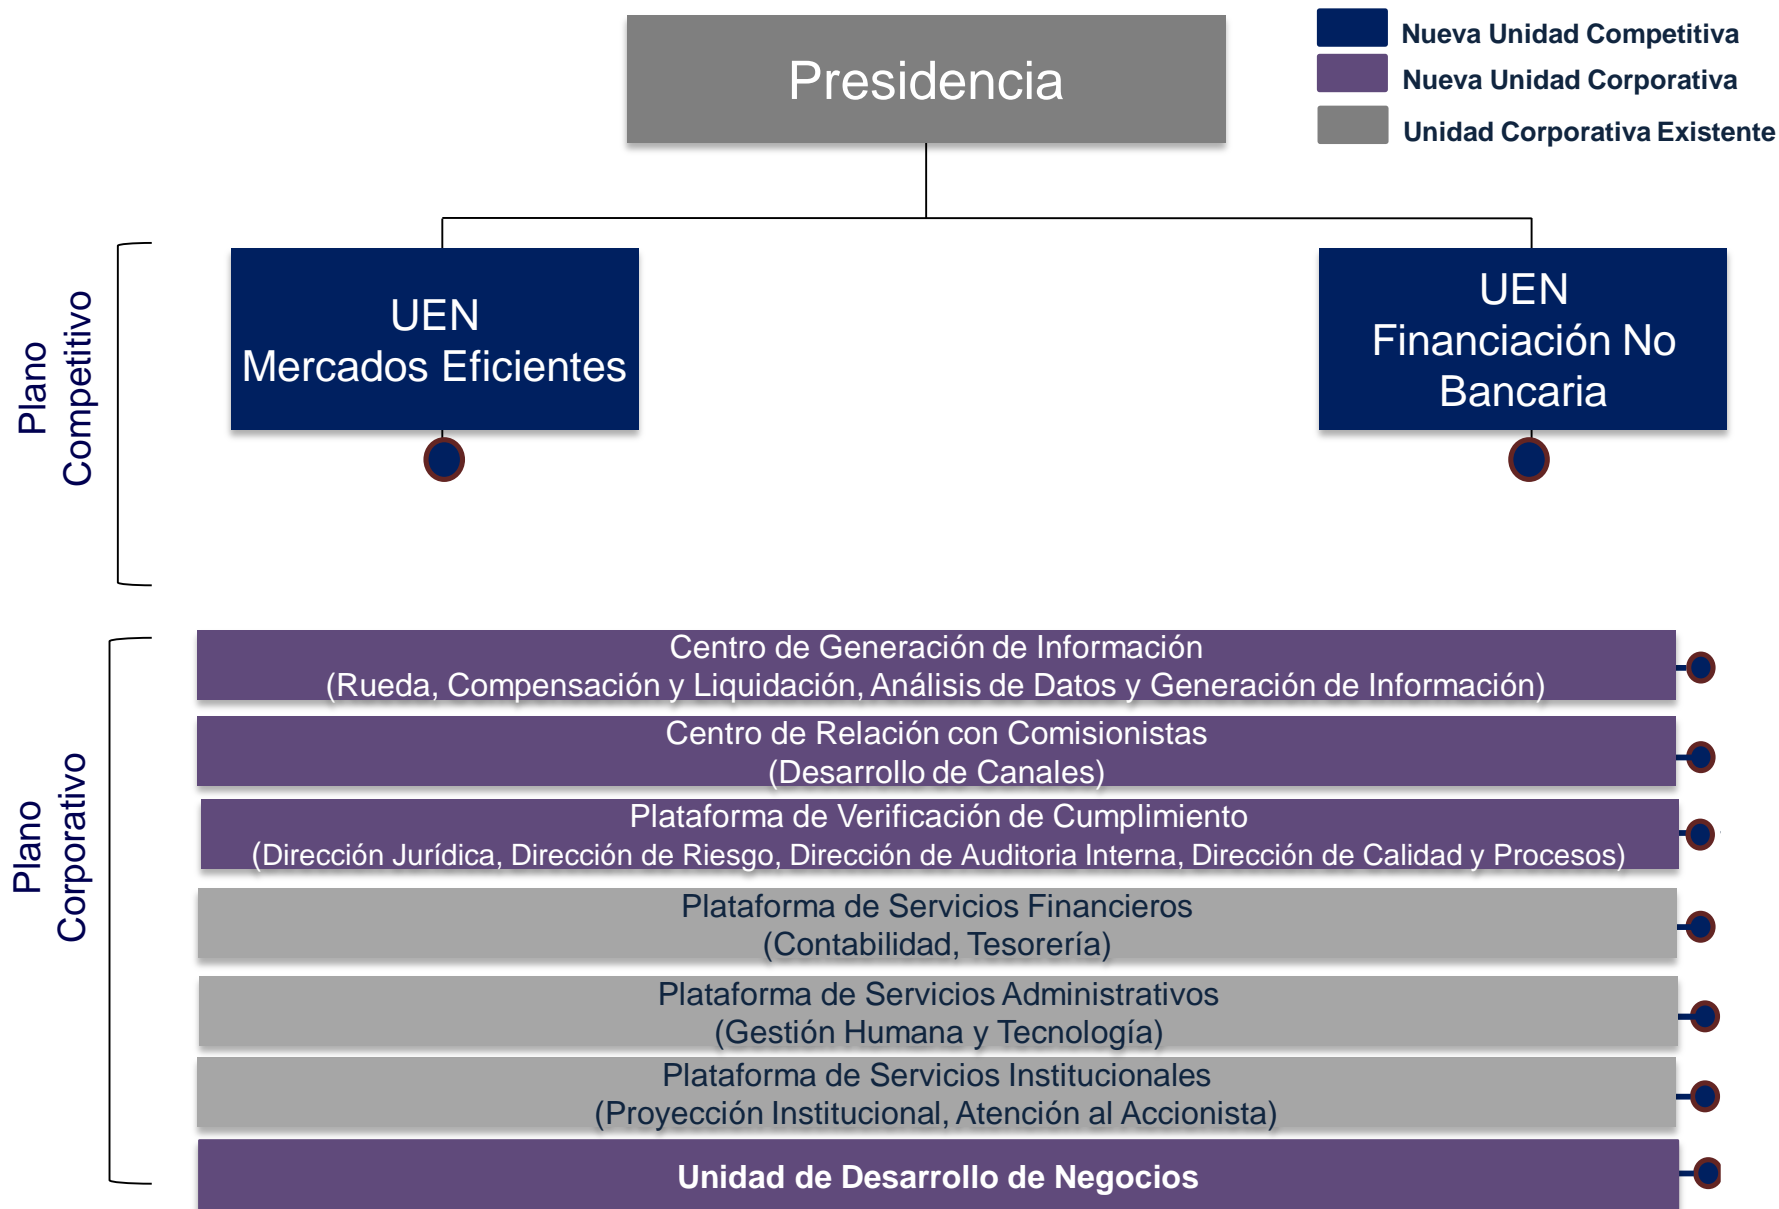 Presidencia
Nueva Unidad Competitiva
Nueva Unidad Corporativa
Unidad Corporativa Existente
Plano
Competitivo
UEN
Mercados Eficientes
UEN
Financiación No
Bancaria
Plano
Corporativo
Centro de Generación de Información
(Rueda, Compensación y Liquidación, Análisis de Datos y Generación de Información)
Centro de Relación con Comisionistas
(Desarrollo de Canales)
Plataforma de Verificación de Cumplimiento
(Dirección Jurídica, Dirección de Riesgo, Dirección de Auditoria Interna, Dirección de Calidad y Procesos)
Plataforma de Servicios Financieros
(Contabilidad, Tesorería)
Plataforma de Servicios Administrativos
(Gestión Humana y Tecnología)
Plataforma de Servicios Institucionales
(Proyección Institucional, Atención al Accionista)
Unidad de Desarrollo de Negocios